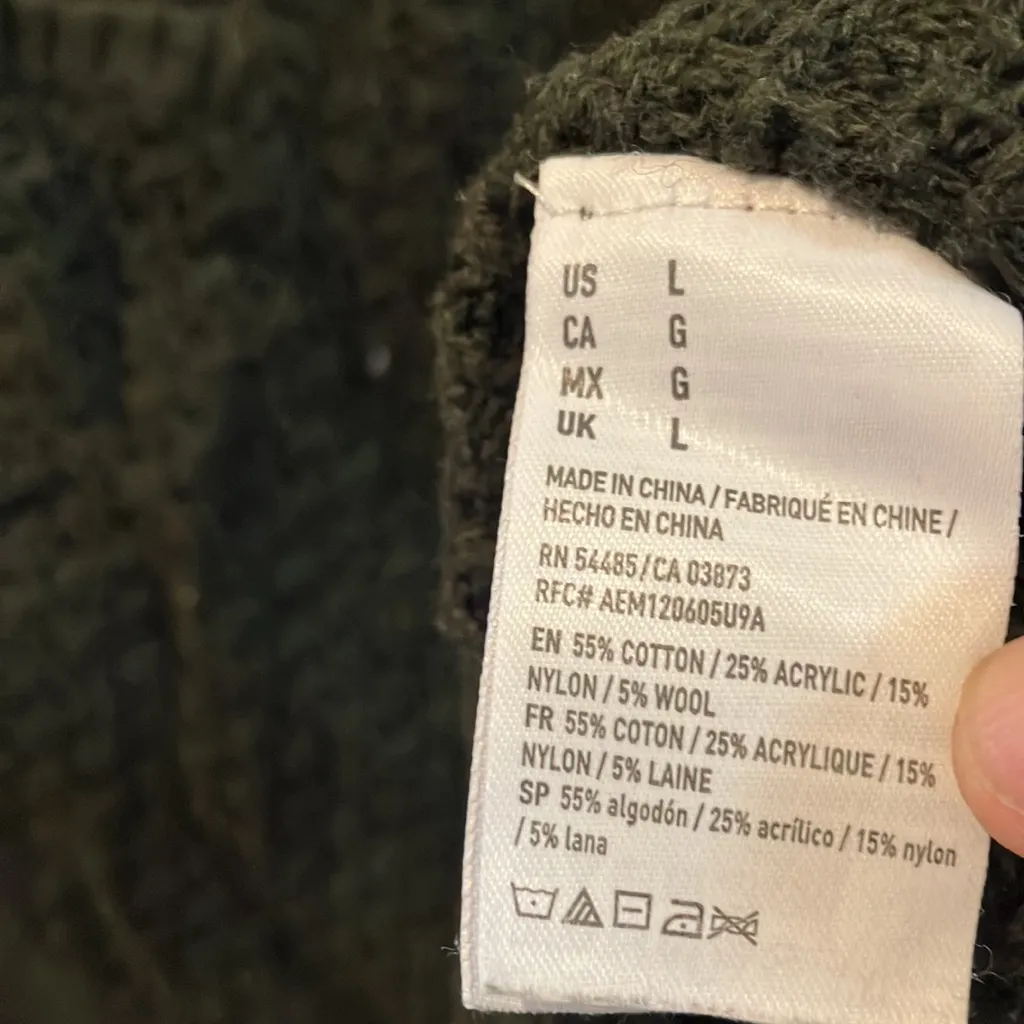 US L
CA G
MX G
UK L
MADE IN CHINA / FABRIQUÉ EN CHINE /
HECHO EN CHINA
RN 54485 / CA 03873
RFC# AEM120605U9A
EN 55% COTTON / 25% ACRYLIC / 15%
NYLON / 5% WOOL
FR 55% COTON / 25% ACRYLIQUE / 15%
NYLON / 5% LAINE
SP 55% algodón / 25% acrílico / 15% nylon
/ 5% lana